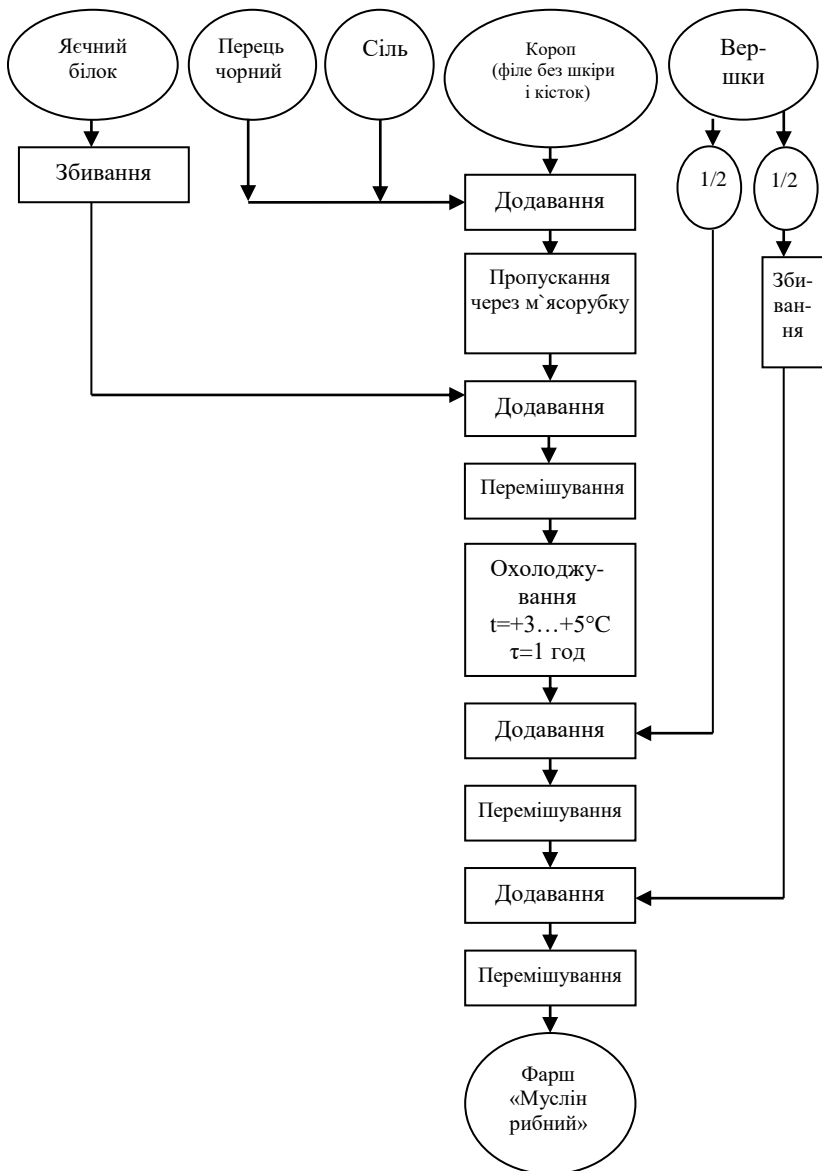 Яєчний
білок
Перець
чорний
Сіль
Короп
(філе без шкіри
і кісток)
Вер-
шки
Збивання
1/2
1/2
Додавання
Пропускання
через м`ясорубку
Зби-
ван-
ня
Додавання
Перемішування
Охолоджу-
вання
t=+3…+5°С
τ=1 год
Додавання
Перемішування
Додавання
Перемішування
Фарш
«Муслін
рибний»